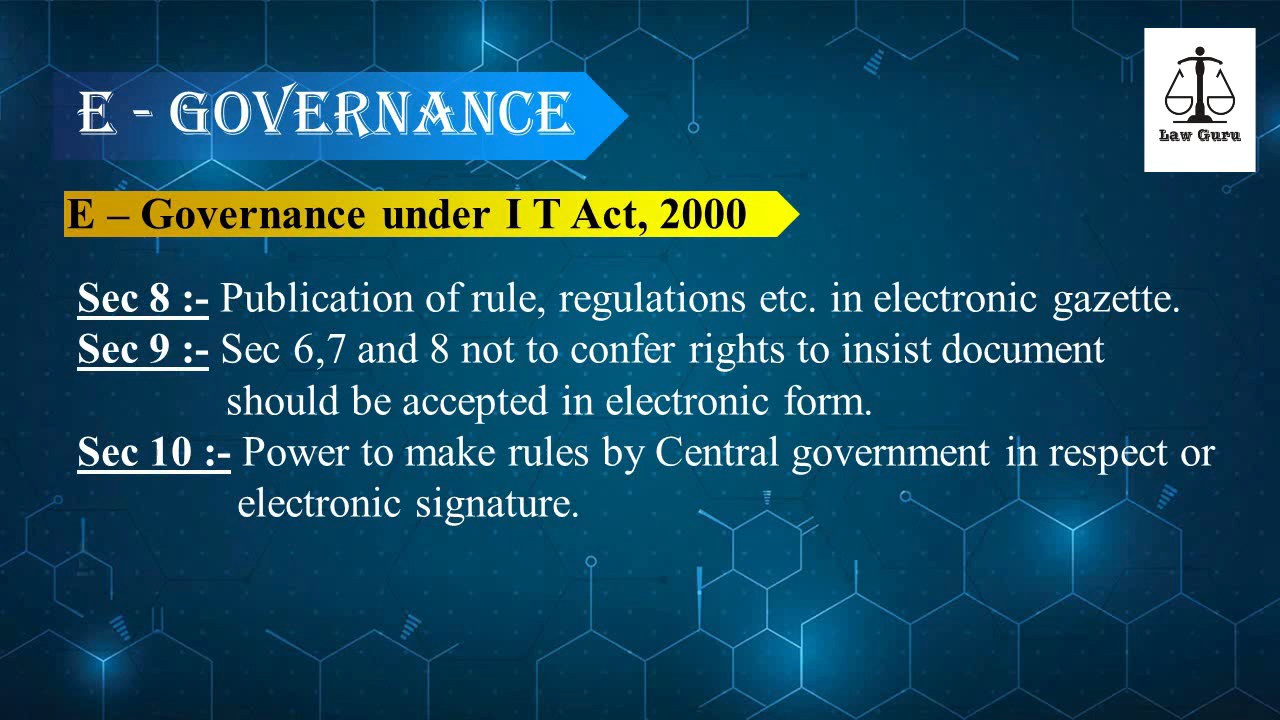 E - GOVERNANCE
Law Guru
E – Governance under I T Act, 2000
Sec 8 :- Publication of rule, regulations etc. in electronic gazette.
Sec 9 :- Sec 6,7 and 8 not to confer rights to insist document
should be accepted in electronic form.
Sec 10 :- Power to make rules by Central government in respect or
electronic signature.